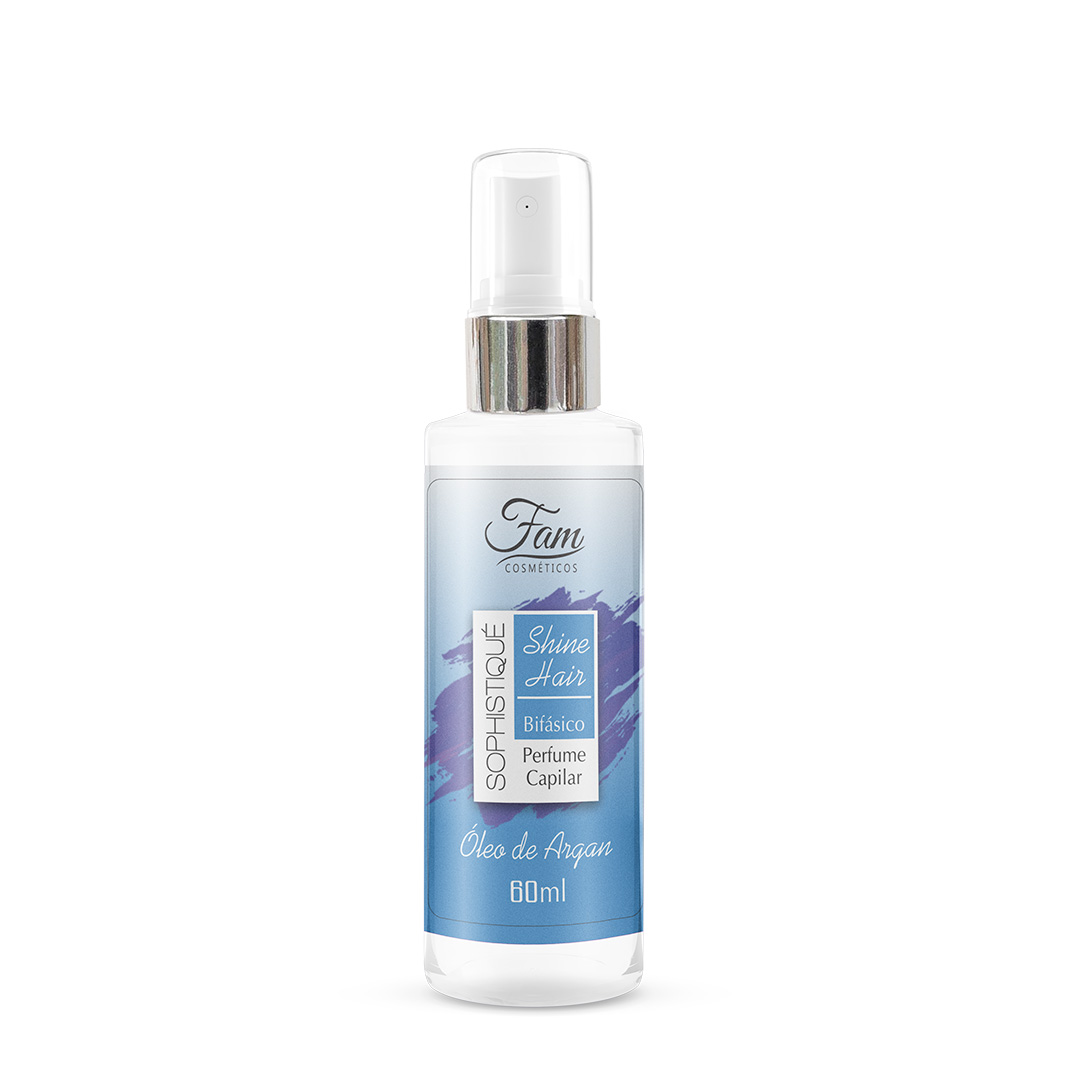 Fam
COSMÉTICOS
SOPHISTIQUÉ
Shine
Hair
Bifásico
Perfume
Capilar
Óleo de Argan
60ml